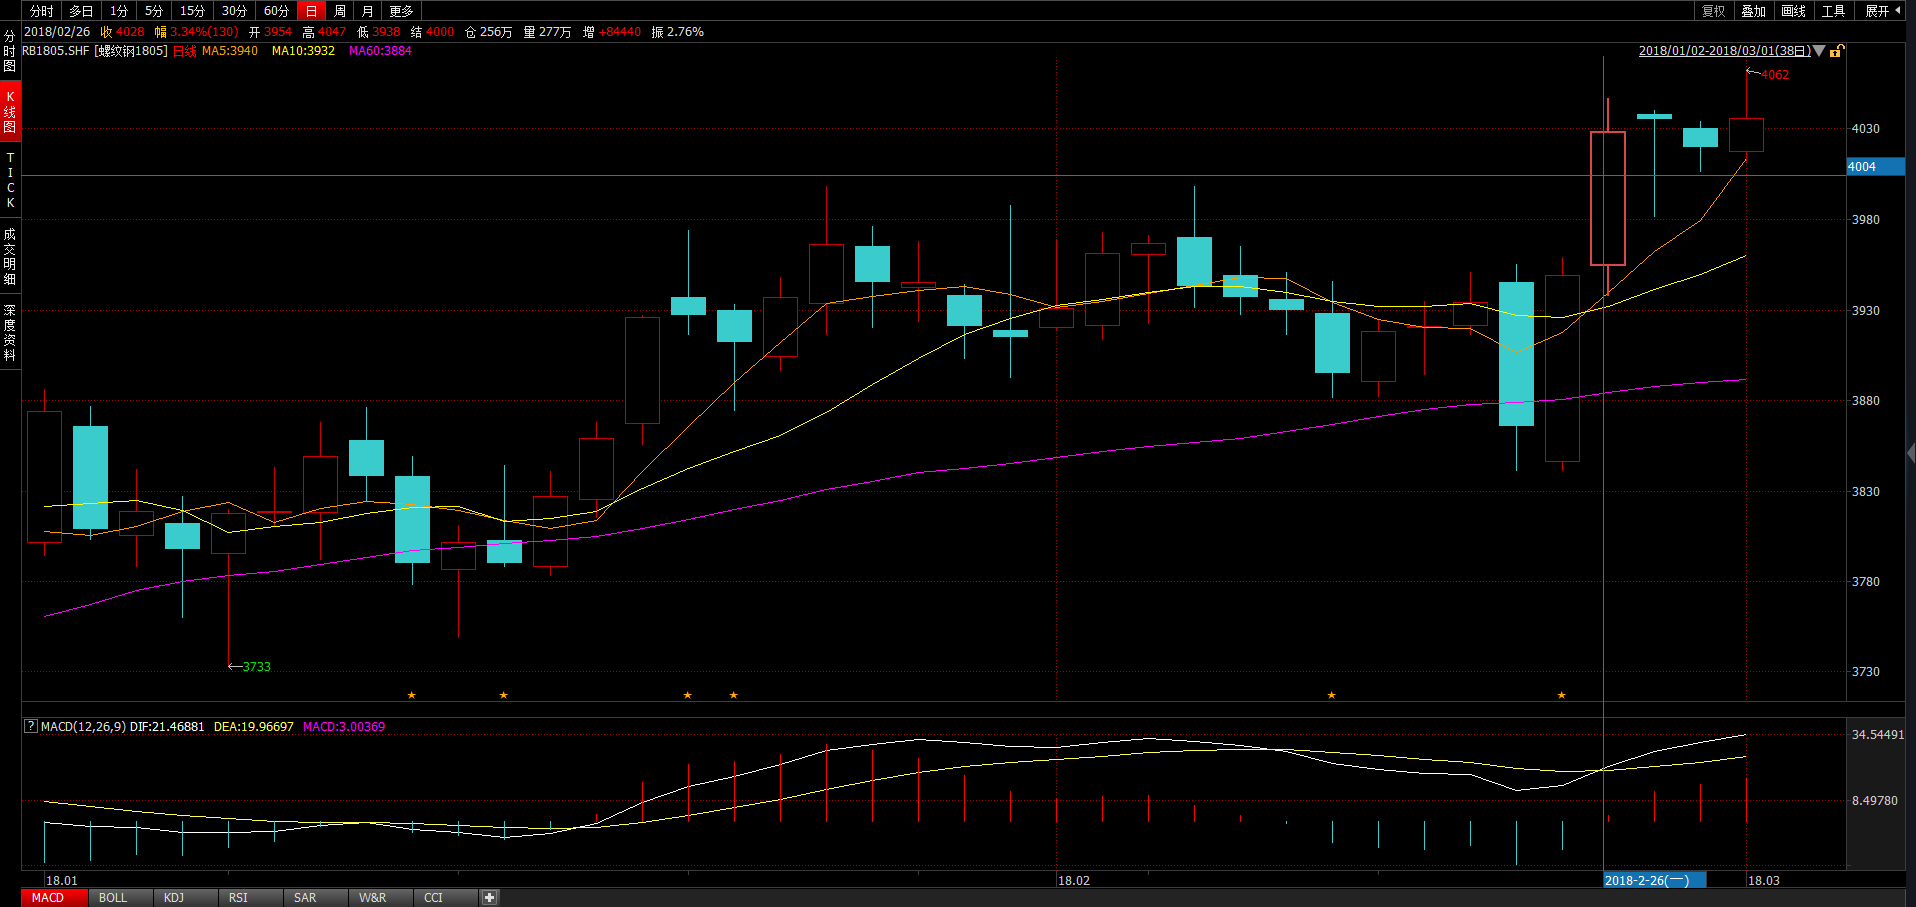 分时 多日 1分 5分 15分 30分 60分 日 周 月 更多 复权 叠加 画线 工具 展开
2018/02/26 收 4028 幅 3.34%(130) 开 3954 高 4047 低 3938 结 4000 仓 256万 量 277万 增 +84440 振 2.76%
RB1805.SHF [螺纹钢1805] 日线 MA5:3940 MA10:3932 MA60:3884
2018/01/02-2018/03/01(38日)
分时图
K线图
TICK
成交明细
深度资料
4062
4030
4004
3980
3930
3880
3830
3780
3733
3730
? MACD(12,26,9) DIF:21.46881 DEA:19.96697 MACD:3.00369
34.54491
8.49780
18.01 18.02 2018-2-26(一) 18.03
MACD BOLL KDJ RSI SAR W&R CCI